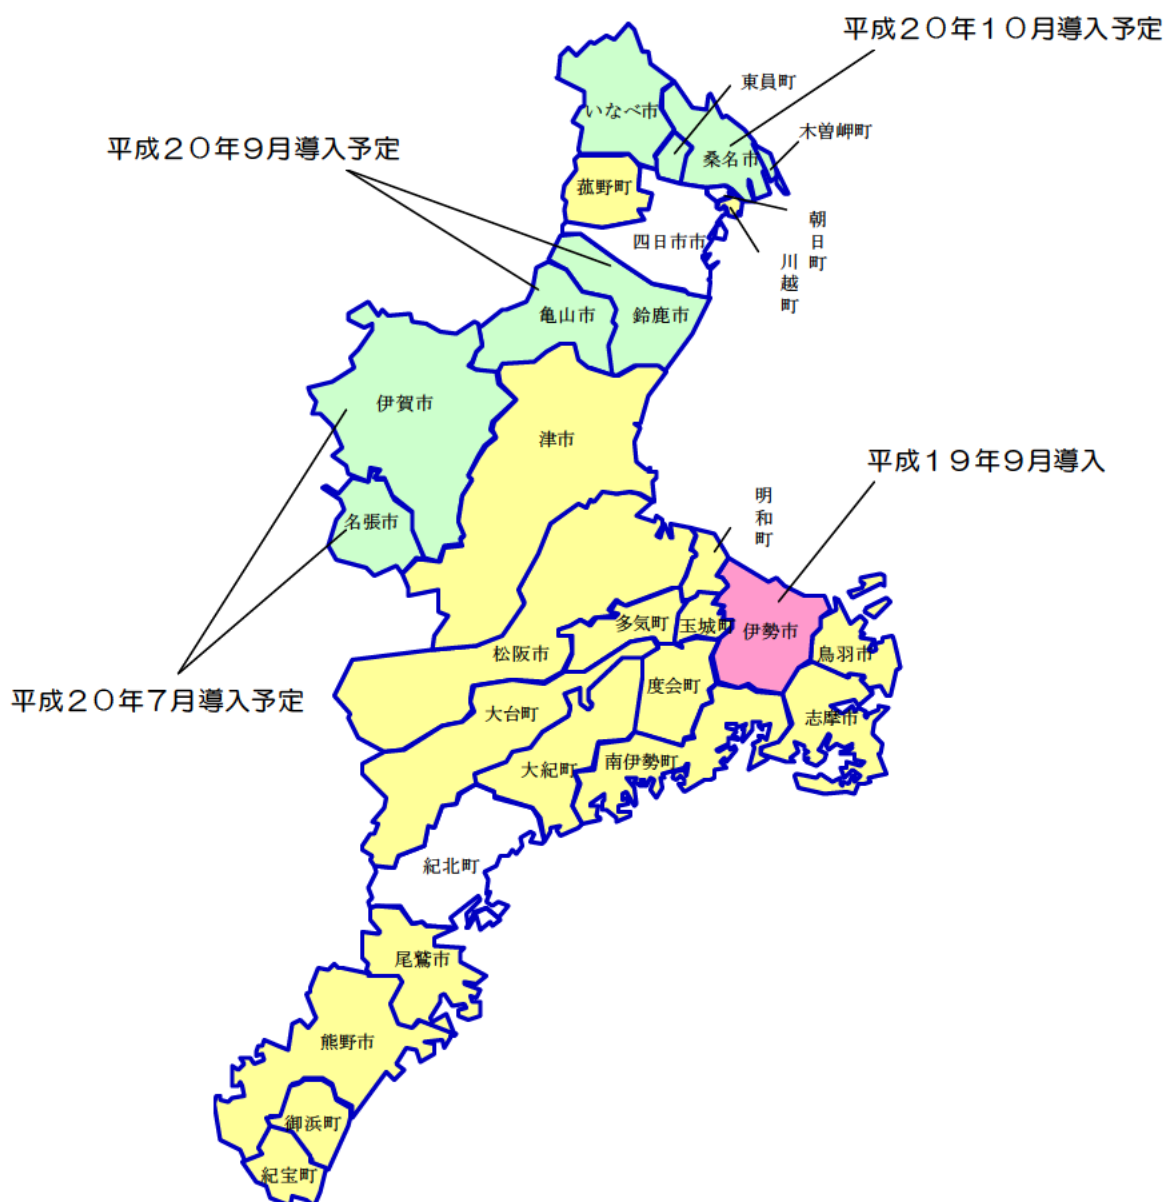 平成２０年１０月導入予定
東員町
いなべ市
木曽岬町
平成２０年９月導入予定
桑名市
菰野町
朝日町
四日市市
川越町
亀山市
鈴鹿市
伊賀市
津市
平成１９年９月導入
明和町
名張市
多気町
玉城町
伊勢市
松阪市
鳥羽市
度会町
平成２０年７月導入予定
大台町
志摩市
大紀町
南伊勢町
紀北町
尾鷲市
熊野市
御浜町
紀宝町